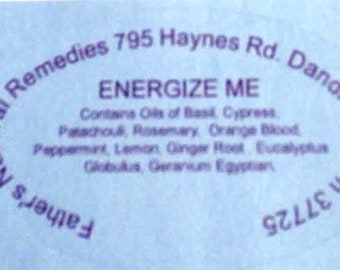 al Remedies 795 Haynes Rd. Dand
ENERGIZE ME
Contains Oils of Basil, Cypress,
Patachouli, Rosemary, Orange Blood,
Peppermint, Lemon, Ginger Root, Eucalyptus
Globulus, Geranium Egyptian,
Father's N
n 37725